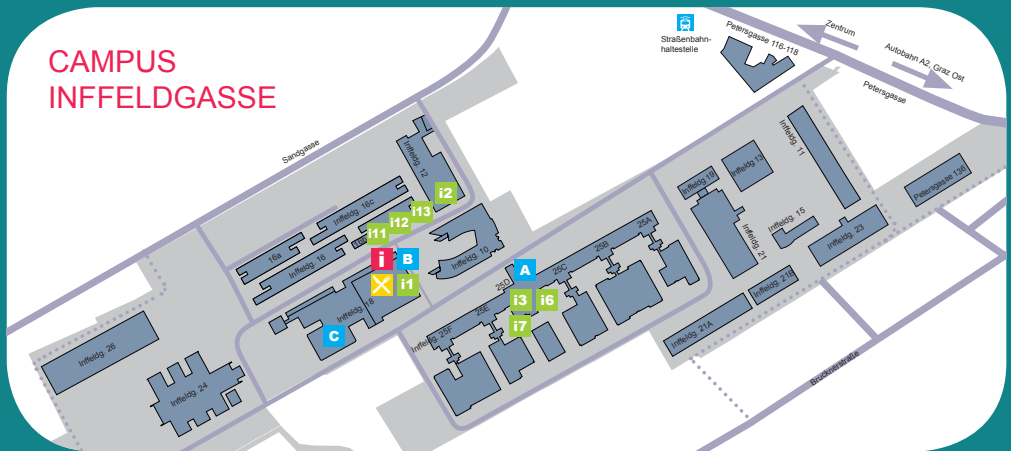 CAMPUS
INFFELDGASSE
Straßenbahn-
haltestelle
Petersgasse 116-118
Zentrum
Autobahn A2, Graz Ost
Petersgasse
Sandgasse
Inffeldg. 12
Inffeldg. 11
Inffeldg.13
Inffeldg.19
Petersgasse 136
Inffeldg. 16c
i2
i13
i12
i11
16a
Inffeldg. 16
Inffeldg. 10
i
B
i1
Inffeldg. 18
C
25A
25B
25C
25D
25E
Inffeldg. 25F
A
i3
i6
i7
Inffeldg. 15
Inffeldg. 21
Inffeldg. 23
Inffeldg. 21B
Inffeldg. 21A
Inffeldg. 26
Inffeldg. 24
Brucknerstraße